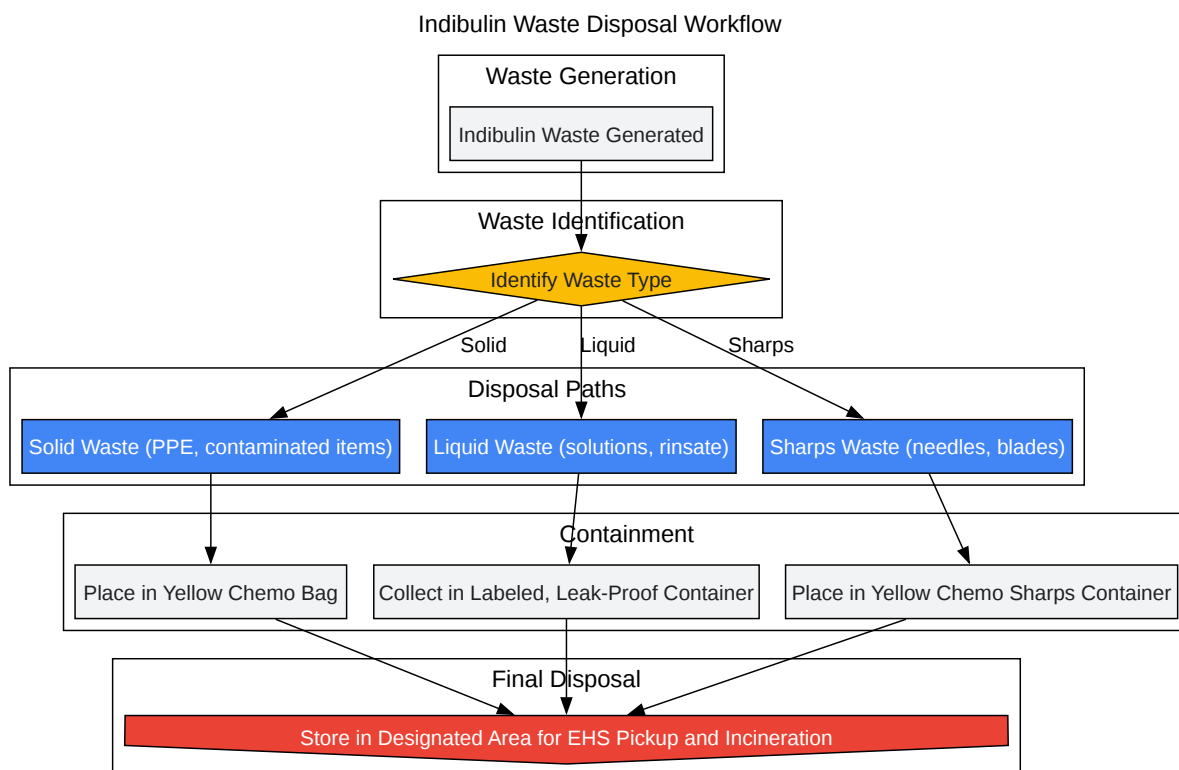 Indibulin Waste Disposal Workflow
Waste Generation
Indibulin Waste Generated
Waste Identification
Identify Waste Type
Solid
Liquid
Sharps
Disposal Paths
Solid Waste (PPE, contaminated items)
Liquid Waste (solutions, rinsate)
Sharps Waste (needles, blades)
Containment
Place in Yellow Chemo Bag
Collect in Labeled, Leak-Proof Container
Place in Yellow Chemo Sharps Container
Final Disposal
Store in Designated Area for EHS Pickup and Incineration